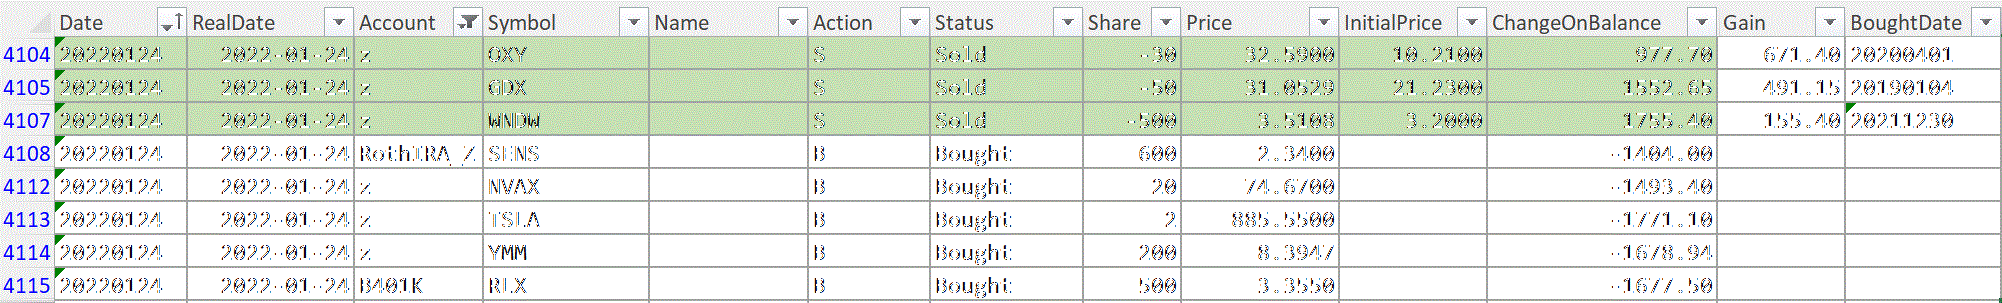 Date RealDate Account Symbol Name Action Status Share Price InitialPrice ChangeOnBalance Gain BoughtDate
4104 20220124 2022-01-24 z OXY S Sold -30 32.5900 10.2100 977.70 671.40 20200401
4105 20220124 2022-01-24 z GDX S Sold -50 31.0529 21.2300 1552.65 491.15 20190104
4107 20220124 2022-01-24 z WNDW S Sold -500 3.5108 3.2000 1755.40 155.40 20211230
4108 20220124 2022-01-24 RothIRA_Z SENS B Bought 600 2.3400 -1404.00
4112 20220124 2022-01-24 z NVAX B Bought 20 74.6700 -1493.40
4113 20220124 2022-01-24 z TSLA B Bought 2 885.5500 -1771.10
4114 20220124 2022-01-24 z YMM B Bought 200 8.3947 -1678.94
4115 20220124 2022-01-24 B401K RLX B Bought 500 3.3550 -1677.50